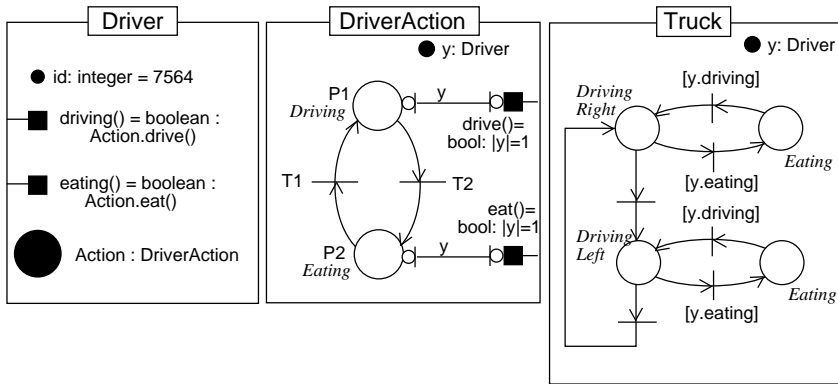 Driver
id: integer = 7564
driving() = boolean :
Action.drive()
eating() = boolean :
Action.eat()
Action : DriverAction
DriverAction
y: Driver
P1
Driving
y
drive()=
bool: |y|=1
T1
T2
eat()=
bool: |y|=1
P2
Eating
y
Truck
y: Driver
[y.driving]
Driving
Right
Eating
[y.eating]
[y.driving]
Driving
Left
Eating
[y.eating]